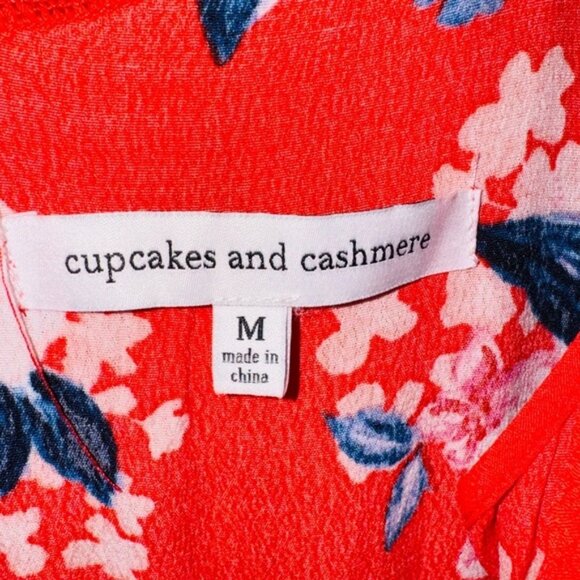 cupcakes and cashmere
M
made in
china